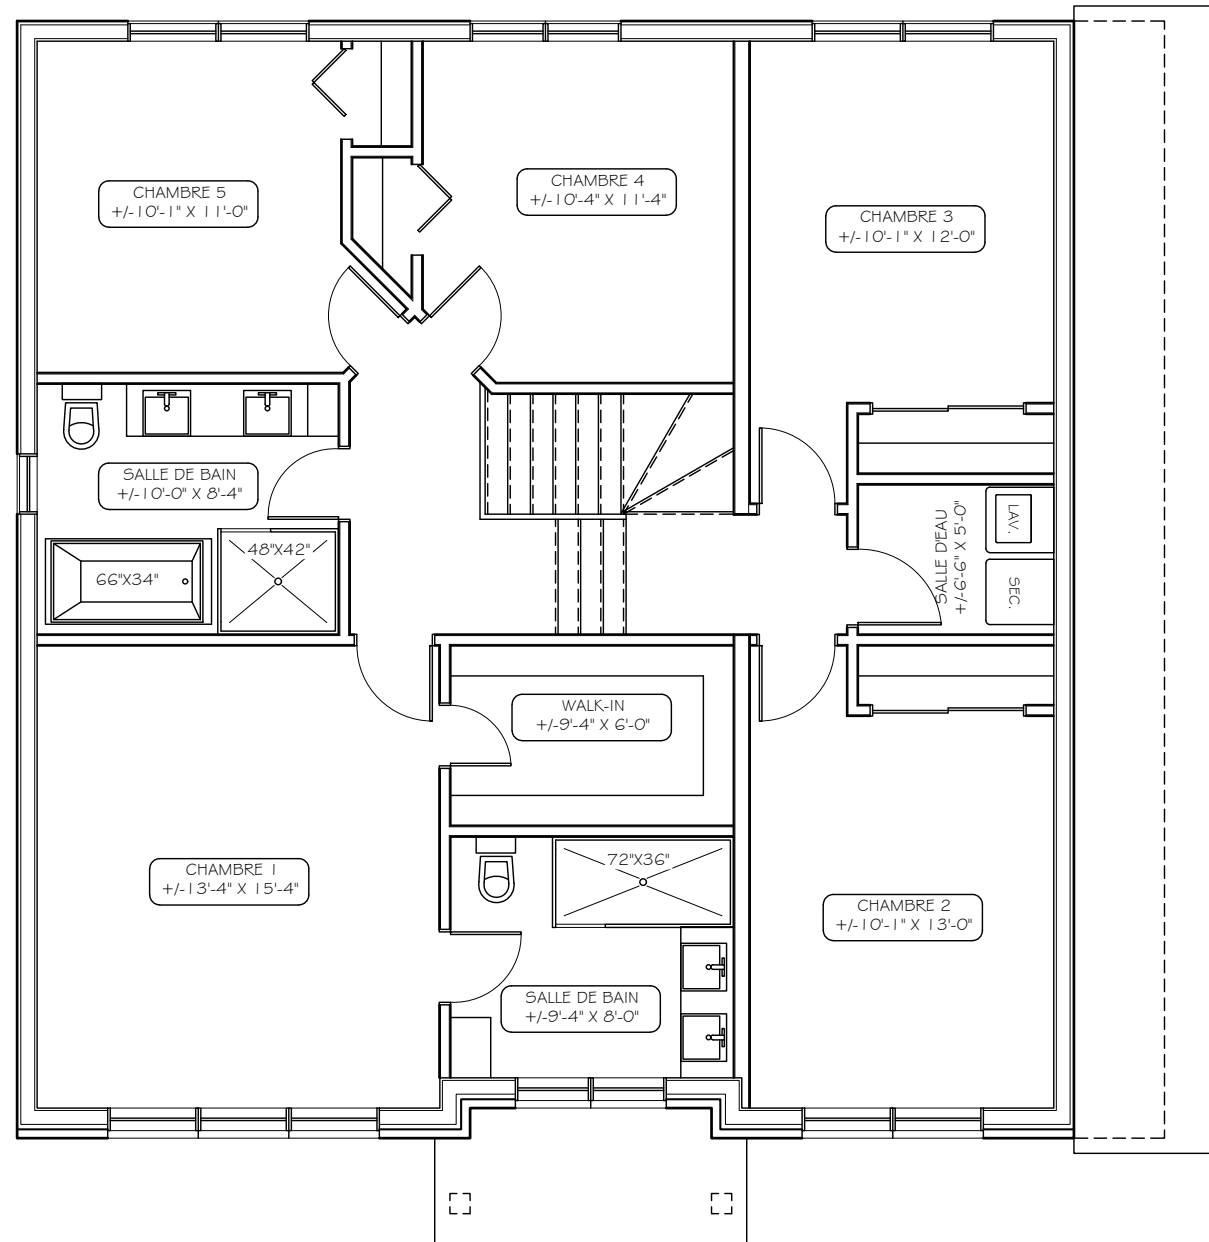 CHAMBRE 5
+/-10'-1" X 11'-0"
CHAMBRE 4
+/-10'-4" X 11'-4"
CHAMBRE 3
+/-10'-1" X 12'-0"
SALLE DE BAIN
+/-10'-0" X 8'-4"
48"X42"
66"X34"
SALLE D'EAU
+/-6'-6" X 5'-0"
LAV.
SEC.
WALK-IN
+/-9'-4" X 6'-0"
CHAMBRE 1
+/-13'-4" X 15'-4"
72"X36"
CHAMBRE 2
+/-10'-1" X 13'-0"
SALLE DE BAIN
+/-9'-4" X 8'-0"